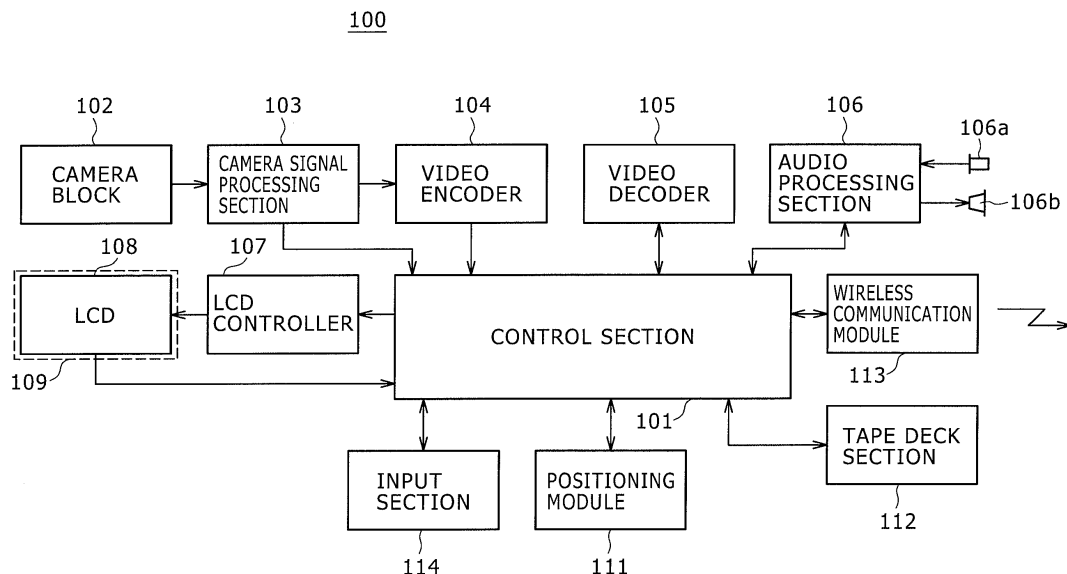 100
102
103
104
105
106
106a
CAMERA
BLOCK
CAMERA SIGNAL
PROCESSING
SECTION
VIDEO
ENCODER
VIDEO
DECODER
AUDIO
PROCESSING
SECTION
106b
108
107
LCD
LCD
CONTROLLER
CONTROL SECTION
WIRELESS
COMMUNICATION
MODULE
109
113
101
TAPE DECK
SECTION
INPUT
SECTION
POSITIONING
MODULE
112
114
111